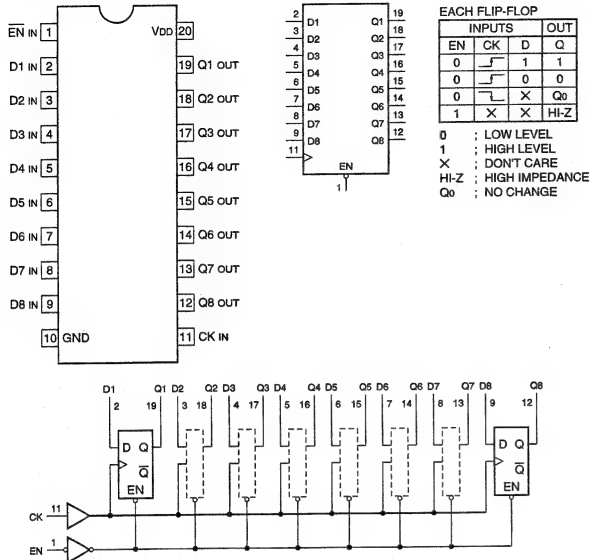 EN IN 1
VDD 20
D1 IN 2
19 Q1 OUT
D2 IN 3
18 Q2 OUT
D3 IN 4
17 Q3 OUT
D4 IN 5
16 Q4 OUT
D5 IN 6
15 Q5 OUT
D6 IN 7
14 Q6 OUT
D7 IN 8
13 Q7 OUT
D8 IN 9
12 Q8 OUT
10 GND
11 CK IN
2 D1 Q1 19
3 D2 Q2 18
4 D3 Q3 17
5 D4 Q4 16
6 D5 Q5 15
7 D6 Q6 14
8 D7 Q7 13
9 D8 Q8 12
11
EN
1
EACH FLIP-FLOP
INPUTS OUT
EN CK D Q
0 1 1
0 0 0
0 X Q0
1 X X HI-Z
0 ; LOW LEVEL
1 ; HIGH LEVEL
X ; DON'T CARE
HI-Z ; HIGH IMPEDANCE
Q0 ; NO CHANGE
D1 Q1 D2 Q2 D3 Q3 D4 Q4 D5 Q5 D6 Q6 D7 Q7 D8 Q8
2 19 3 18 4 17 5 16 6 15 7 14 8 13 9 12
D Q
Q
EN
D Q
Q
EN
CK 11
EN 1